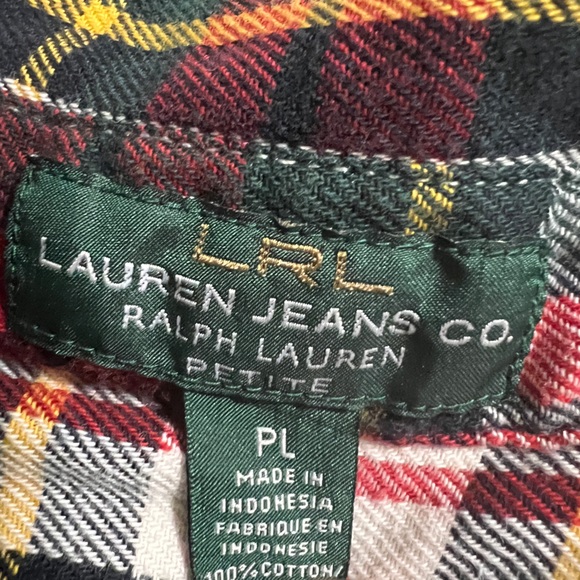 LRL
LAUREN JEANS CO.
RALPH LAUREN
PETITE
PL
MADE IN
INDONESIA
FABRIQUE EN
INDONESIE
100% COTTON/